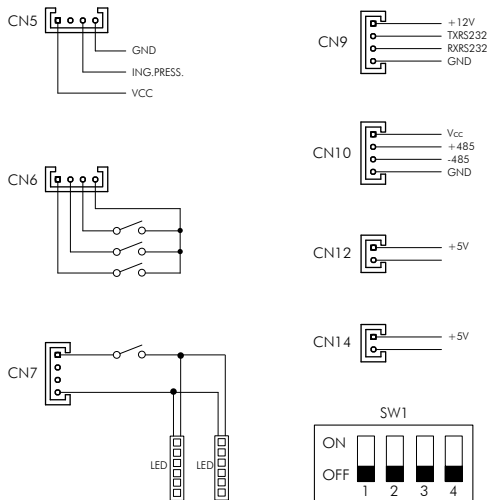 CN5
GND
ING.PRESS.
VCC
CN6
CN7
LED LED
CN9
+12V
TXRS232
RXRS232
GND
CN10
Vcc
+485
-485
GND
CN12
+5V
CN14
+5V
SW1
ON
OFF
1 2 3 4